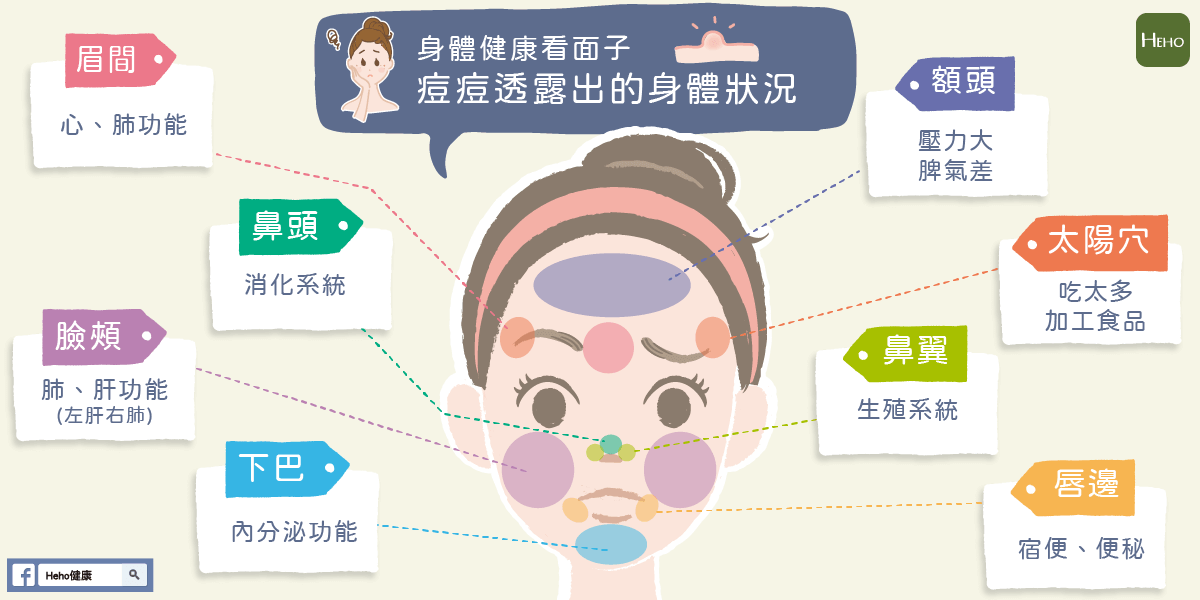 身體健康看面子
痘痘透露出的身體狀況
HEHO
眉間
心、肺功能
鼻頭
消化系統
臉頰
肺、肝功能
(左肝右肺)
下巴
內分泌功能
額頭
壓力大
脾氣差
太陽穴
吃太多
加工食品
鼻翼
生殖系統
唇邊
宿便、便秘
f
Heho健康